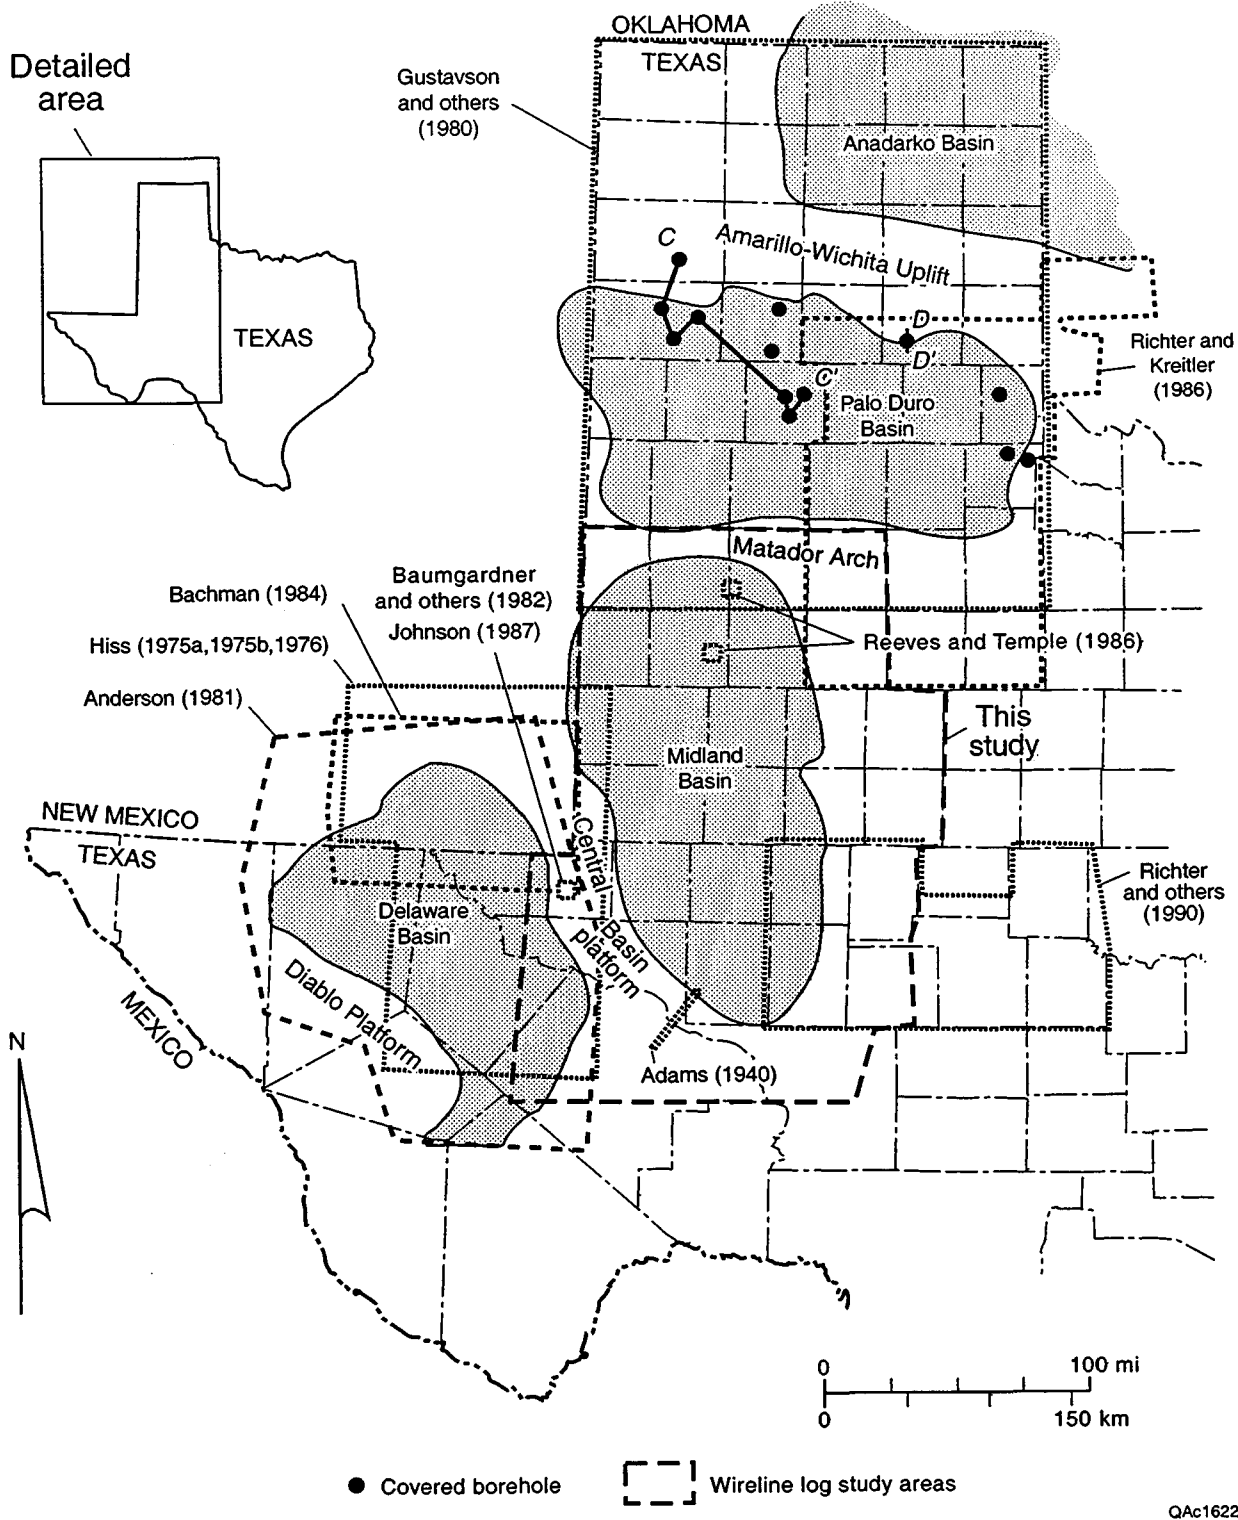 OKLAHOMA
TEXAS
Detailed
area
Gustavson
and others
(1980)
Anadarko Basin
C
Amarillo-Wichita Uplift
TEXAS
D
D'
Richter and
Kreitler
(1986)
C'
Palo Duro
Basin
Matador Arch
Baumgardner
and others (1982)
Johnson (1987)
Bachman (1984)
Hiss (1975a,1975b,1976)
Anderson (1981)
Reeves and Temple (1986)
This
study
Midland
Basin
NEW MEXICO
TEXAS
Central
Basin
platform
Richter
and others
(1990)
Delaware
Basin
Diablo Platform
MEXICO
N
Adams (1940)
0 100 mi
0 150 km
Covered borehole
Wireline log study areas
QAc1622